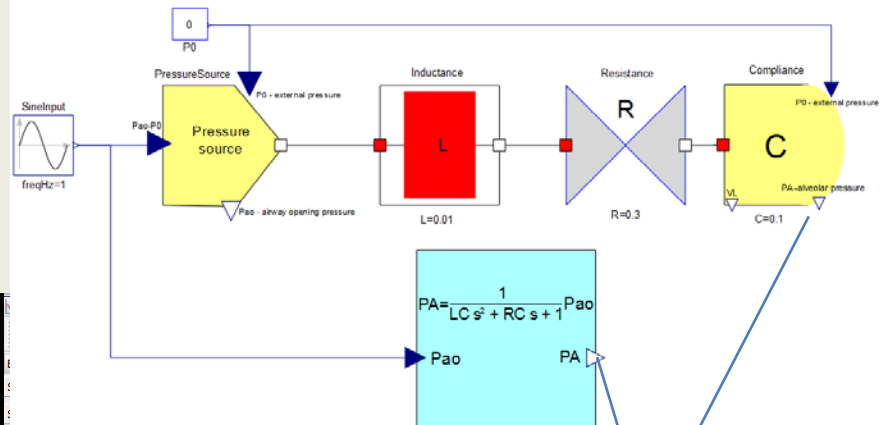 0
P0
PressureSource
Inductance
Resistance
Compliance
SineInput
P0 - external pressure
P0 - external pressure
Pao-P0
Pressure
source
L
R
C
freqHz=1
VL
PA -alveolar pressure
Pao - airway opening pressure
L=0.01
R=0.3
C=0.1
PA= 1 / LC s² + RC s + 1 Pao
Pao
PA